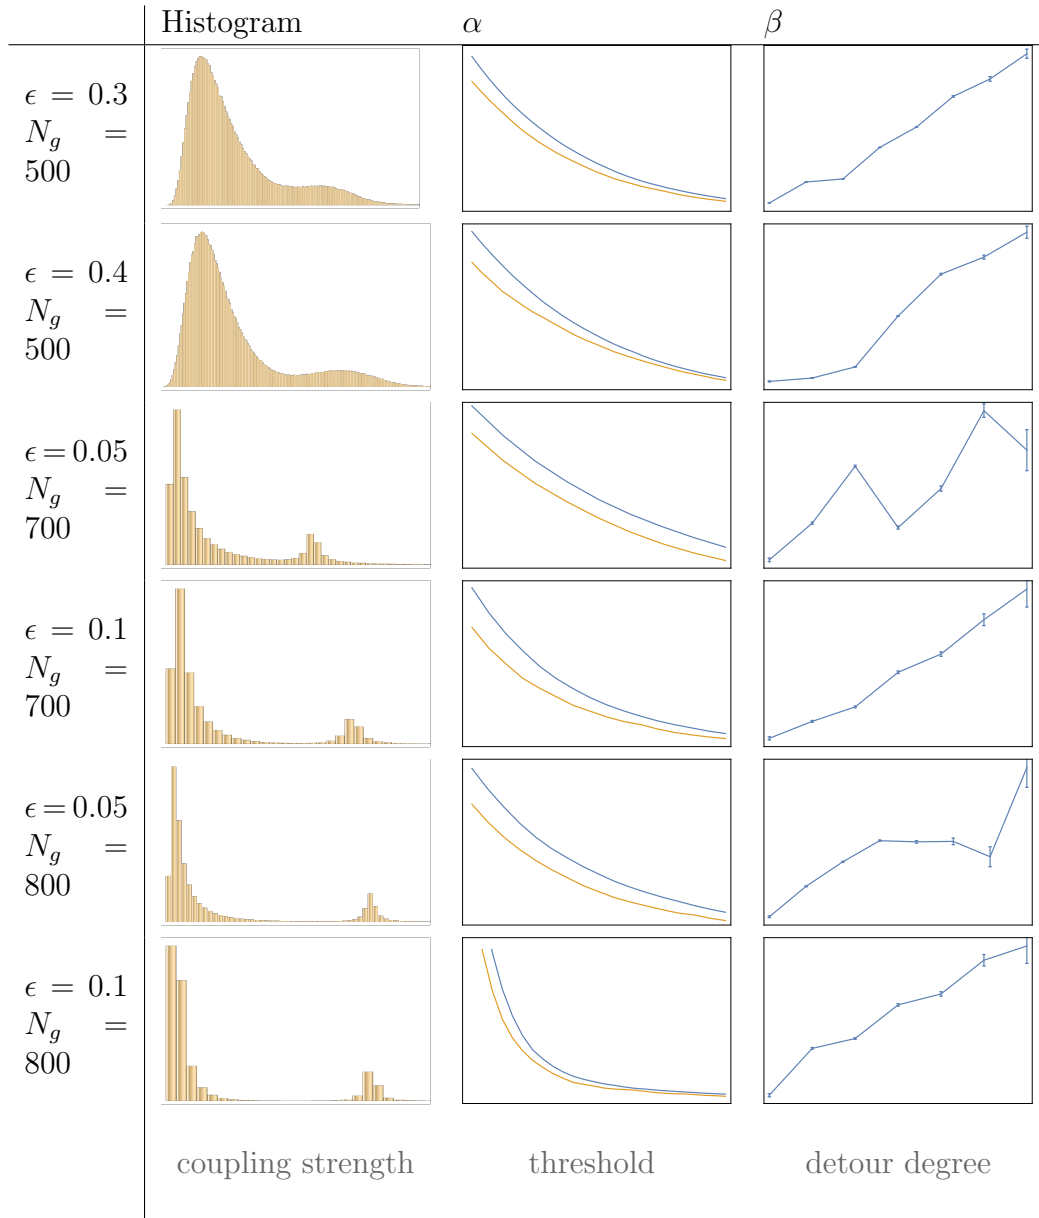 Histogram α β
ϵ = 0.3
N_g =
500
ϵ = 0.4
N_g =
500
ϵ = 0.05
N_g =
700
ϵ = 0.1
N_g =
700
ϵ = 0.05
N_g =
800
ϵ = 0.1
N_g =
800
coupling strength threshold detour degree